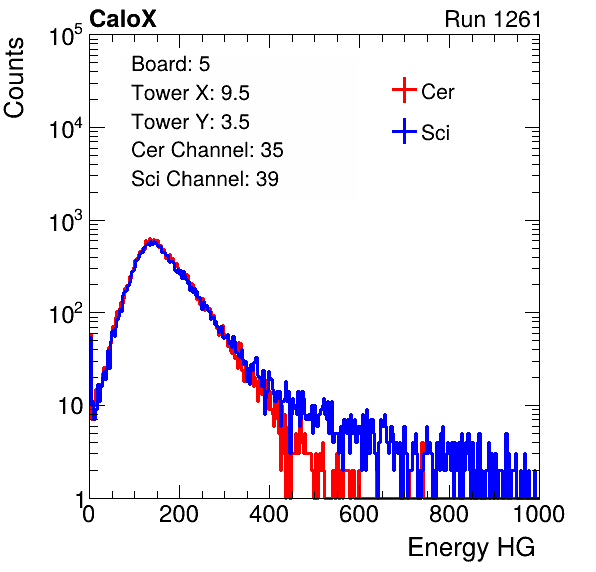 CaloX
Run 1261
Counts
10^5
10^4
10^3
10^2
10
1
Board: 5
Tower X: 9.5
Tower Y: 3.5
Cer Channel: 35
Sci Channel: 39
Cer
Sci
0 200 400 600 800 1000
Energy HG